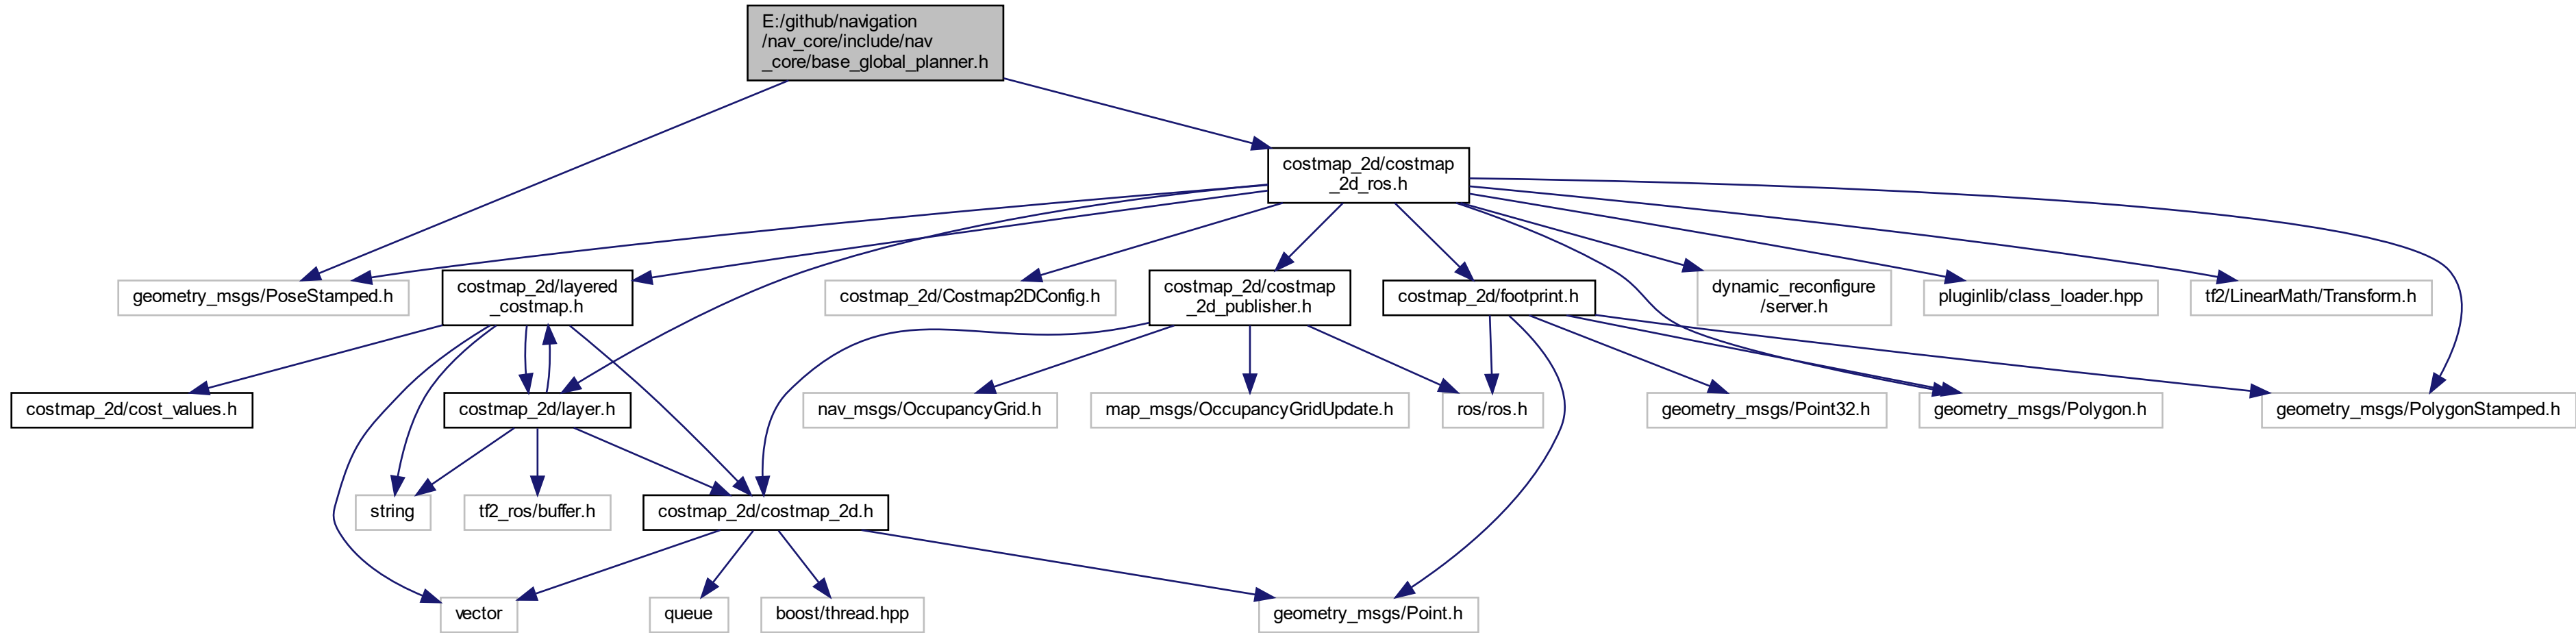 E:/github/navigation
/nav_core/include/nav
_core/base_global_planner.h
costmap_2d/costmap
_2d_ros.h
geometry_msgs/PoseStamped.h
costmap_2d/layered
_costmap.h
costmap_2d/Costmap2DConfig.h
costmap_2d/costmap
_2d_publisher.h
costmap_2d/footprint.h
dynamic_reconfigure
/server.h
pluginlib/class_loader.hpp
tf2/LinearMath/Transform.h
costmap_2d/cost_values.h
costmap_2d/layer.h
nav_msgs/OccupancyGrid.h
map_msgs/OccupancyGridUpdate.h
ros/ros.h
geometry_msgs/Point32.h
geometry_msgs/Polygon.h
geometry_msgs/PolygonStamped.h
string
tf2_ros/buffer.h
costmap_2d/costmap_2d.h
vector
queue
boost/thread.hpp
geometry_msgs/Point.h